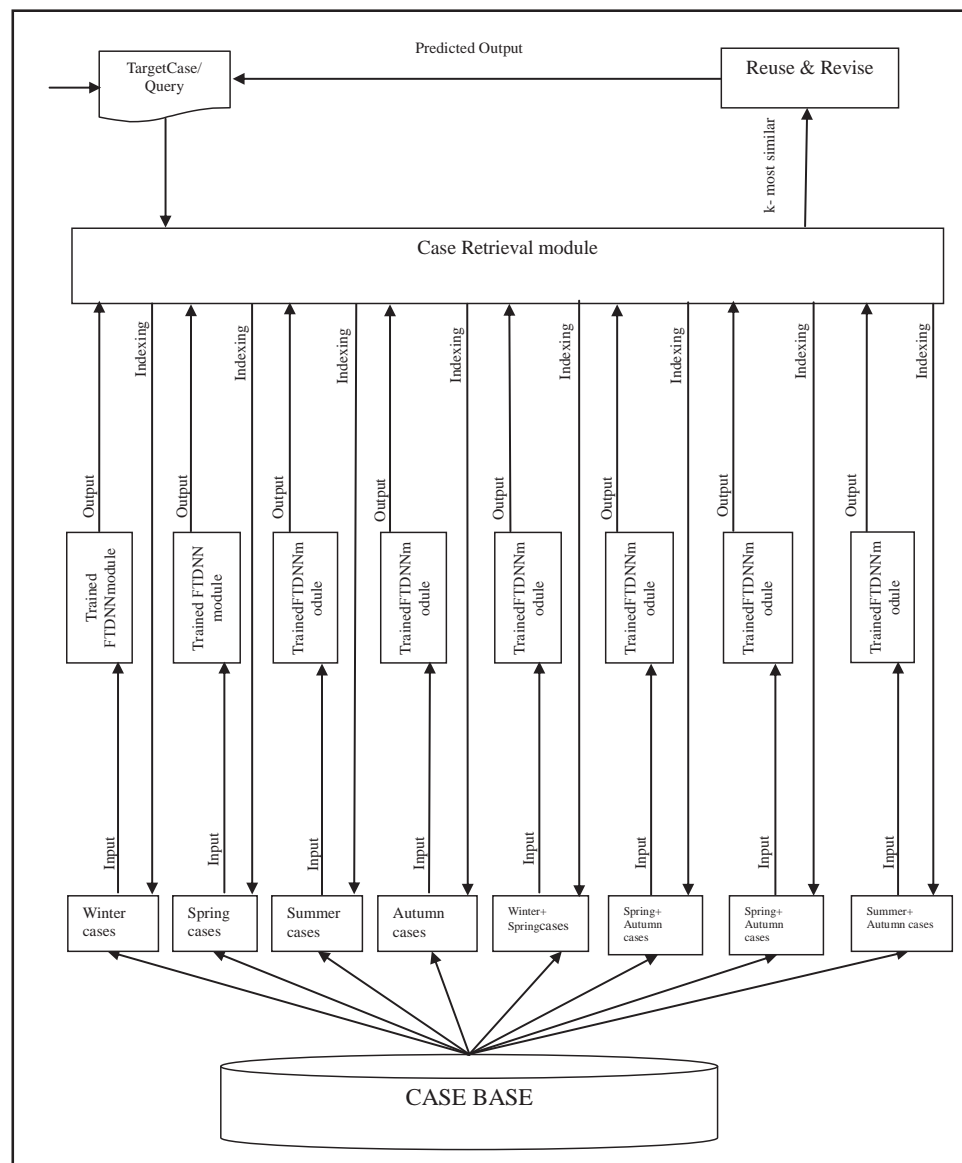 Predicted Output
TargetCase/
Query
Reuse & Revise
k- most similar
Case Retrieval module
Indexing
Indexing
Indexing
Indexing
Indexing
Indexing
Indexing
Indexing
Output
Output
Output
Output
Output
Output
Output
Output
Trained
FTDNNmodule
Trained FTDNN
module
TrainedFTDNNm
odule
TrainedFTDNNm
odule
TrainedFTDNNm
odule
TrainedFTDNNm
odule
TrainedFTDNNm
odule
TrainedFTDNNm
odule
Input
Input
Input
Input
Input
Input
Input
Input
Winter
cases
Spring
cases
Summer
cases
Autumn
cases
Winter+
Springcases
Spring+
Autumn
cases
Spring+
Autumn
cases
Summer+
Autumn cases
CASE BASE